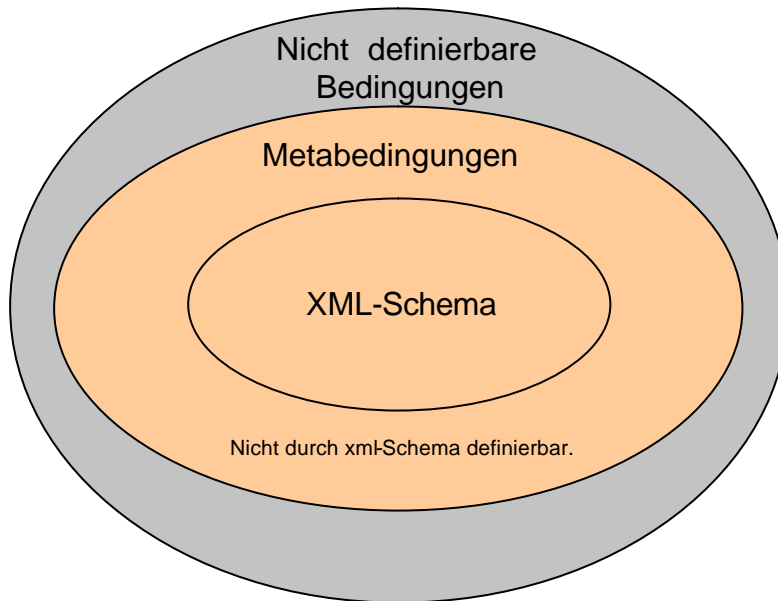 Nicht definierbare
Bedingungen
Metabedingungen
XML-Schema
Nicht durch xml-Schema definierbar.